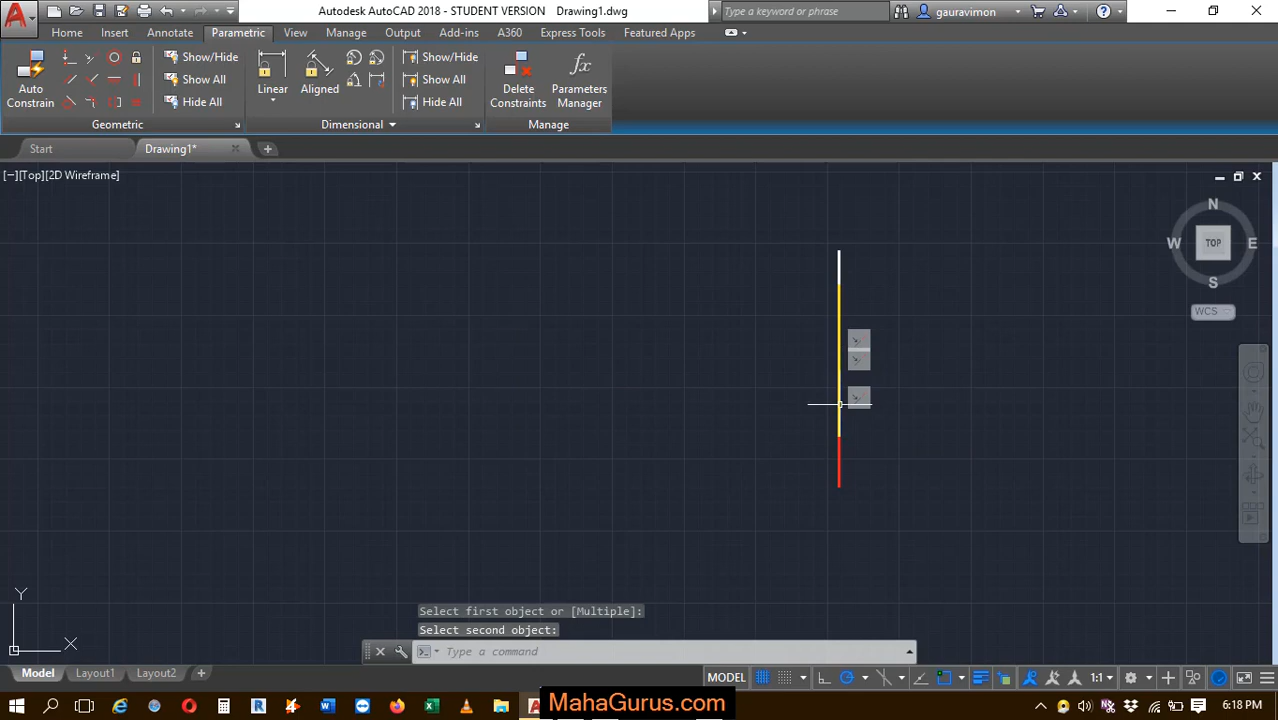 Autodesk AutoCAD 2018 - STUDENT VERSION Drawing1.dwg
Type a keyword or phrase
gauravimon
Home Insert Annotate Parametric View Manage Output Add-ins A360 Express Tools Featured Apps
Auto Constrain
Show/Hide
Show All
Hide All
Linear
Aligned
Show/Hide
Show All
Hide All
Delete Constraints
fx
Parameters Manager
Geometric
Dimensional
Manage
Start
Drawing1*
[−][Top][2D Wireframe]
N
W
TOP
E
S
WCS
Y
X
Select first object or [Multiple]:
Select second object:
Type a command
Model Layout1 Layout2
MODEL
1:1
MahaGurus.com
6:18 PM